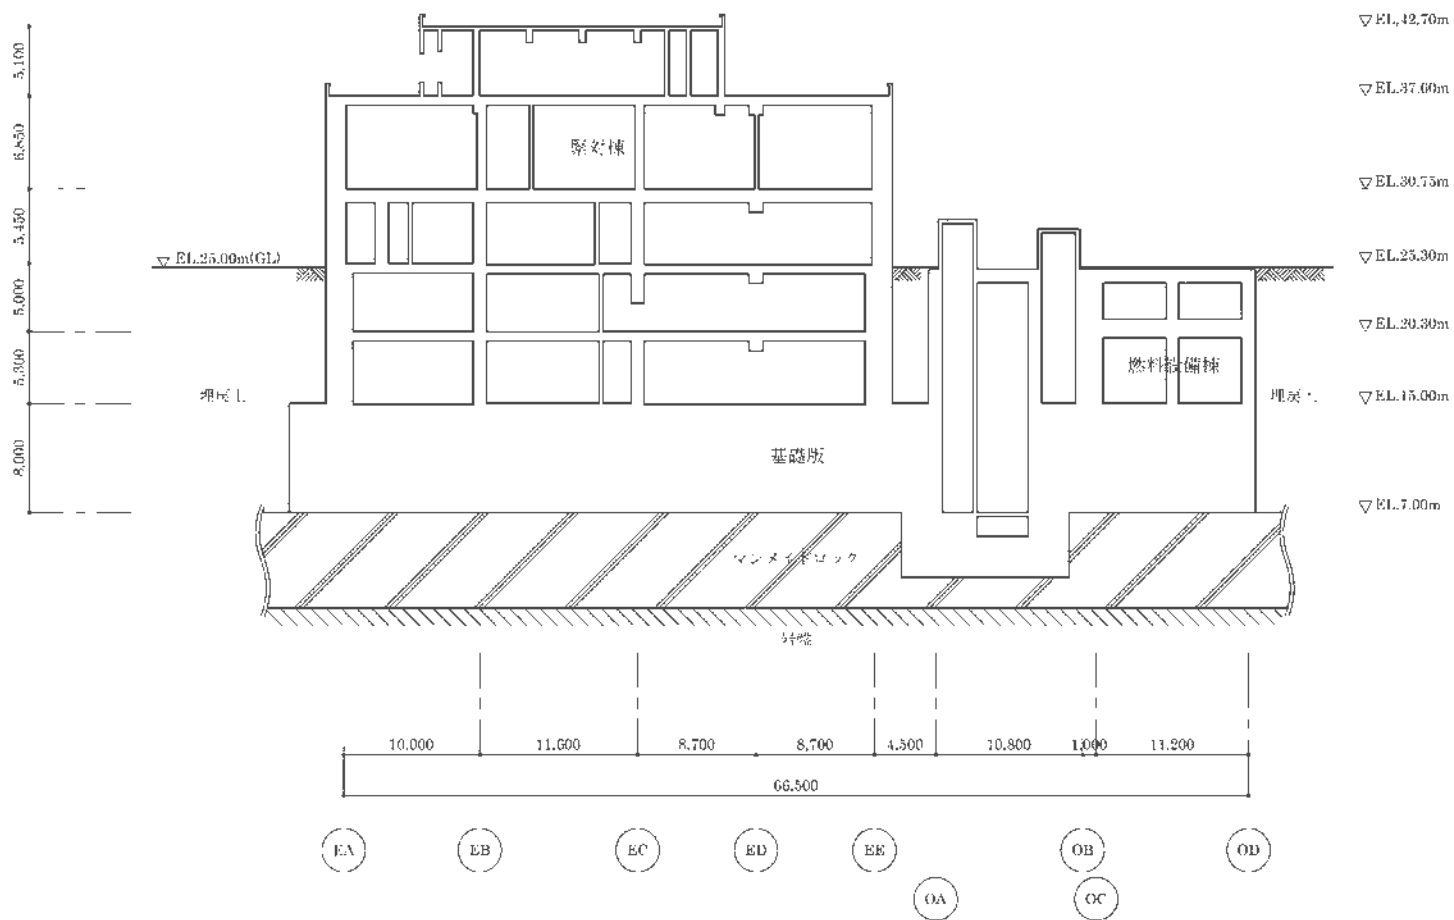 ▽EL.42.70m
5,100
▽EL.37.60m
6,850
緊対棟
▽EL.30.75m
5,450
▽EL.25.00m(GL)
▽EL.25.30m
5,000
▽EL.20.30m
5,300
燃料設備棟
埋戻土
埋戻土
▽EL.15.00m
8,000
基礎版
▽EL.7.00m
マンメイドロック
岩盤
10,000
11,600
8,700
8,700
4,500
10,800
1,000
11,200
66,500
EA
EB
EC
ED
EE
OB
OD
OA
OC